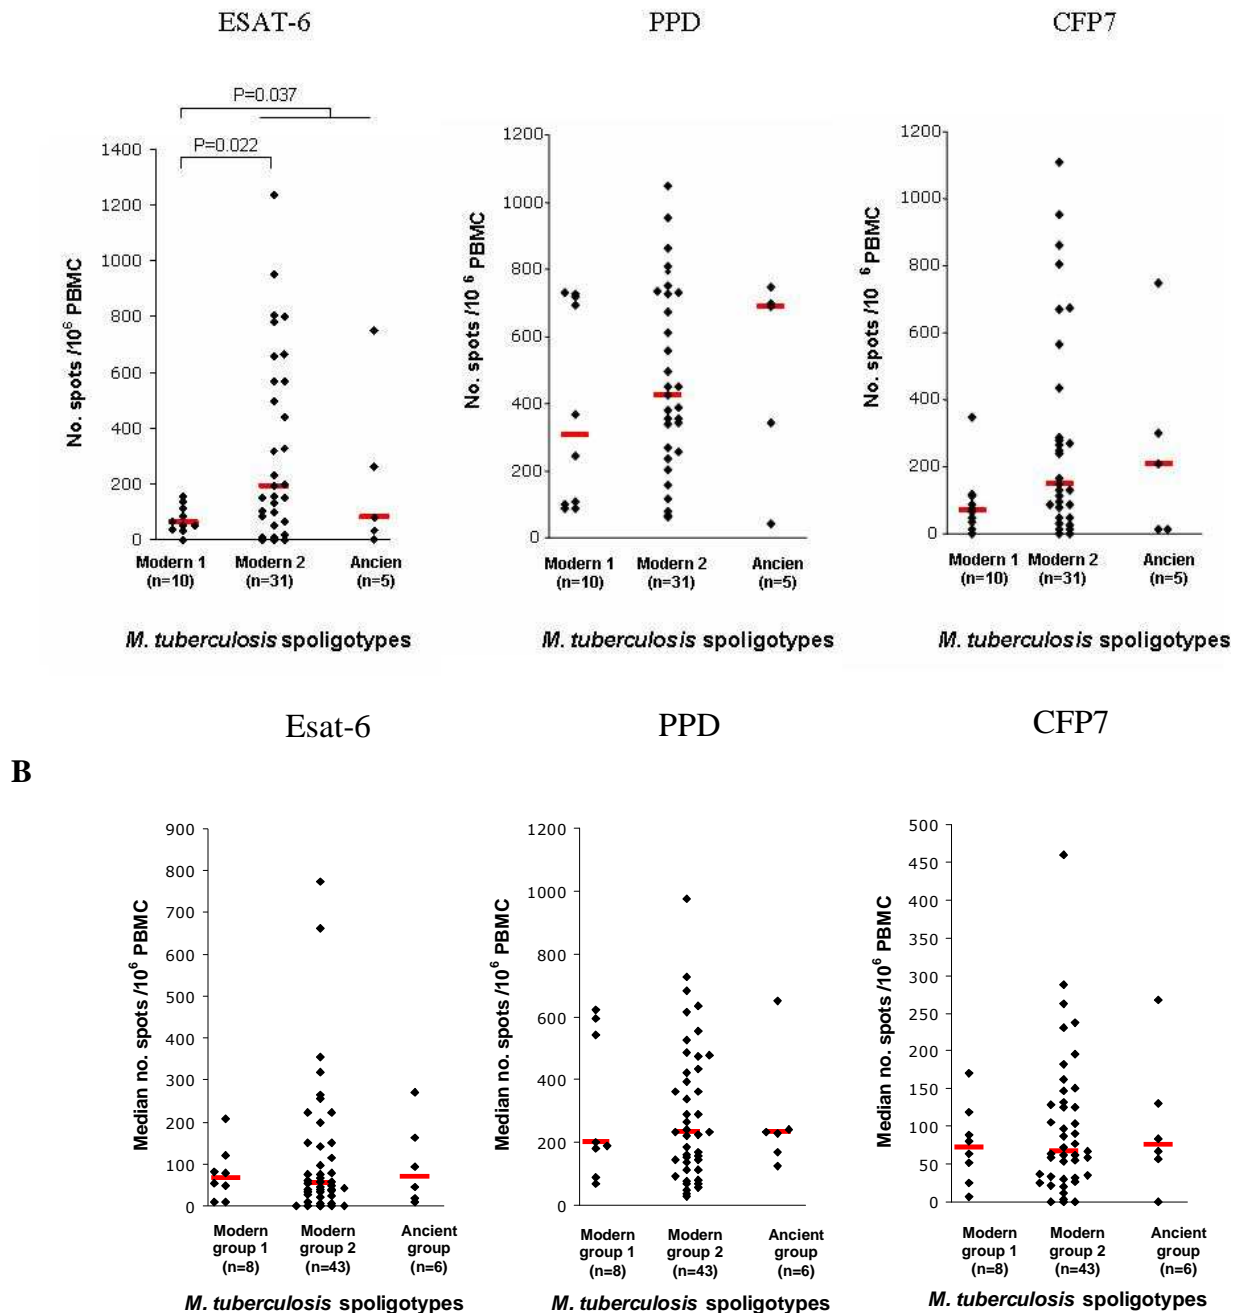 ESAT-6 PPD CFP7
P=0.037
P=0.022
1400
1200
1000
800
600
400
200
0
No. spots /10⁶ PBMC
Modern 1 Modern 2 Ancien
(n=10) (n=31) (n=5)
M. tuberculosis spoligotypes
1200
1000
800
600
400
200
0
No. spots /10 ⁶ PBMC
Modern 1 Modern 2 Ancien
(n=10) (n=31) (n=5)
M. tuberculosis spoligotypes
1200
1000
800
600
400
200
0
No. spots /10 ⁶ PBMC
Modern 1 Modern 2 Ancien
(n=10) (n=31) (n=5)
M. tuberculosis spoligotypes
Esat-6 PPD CFP7
B
900
800
700
600
500
400
300
200
100
0
Median no. spots /10⁶ PBMC
Modern Modern Ancient
group 1 group 2 group
(n=8) (n=43) (n=6)
M. tuberculosis spoligotypes
1200
1000
800
600
400
200
0
Median no. spots /10⁶ PBMC
Modern Modern Ancient
group 1 group 2 group
(n=8) (n=43) (n=6)
M. tuberculosis spoligotypes
500
450
400
350
300
250
200
150
100
50
0
Median no. spots /10⁶ PBMC
Modern Modern Ancient
group 1 group 2 group
(n=8) (n=43) (n=6)
M. tuberculosis spoligotypes